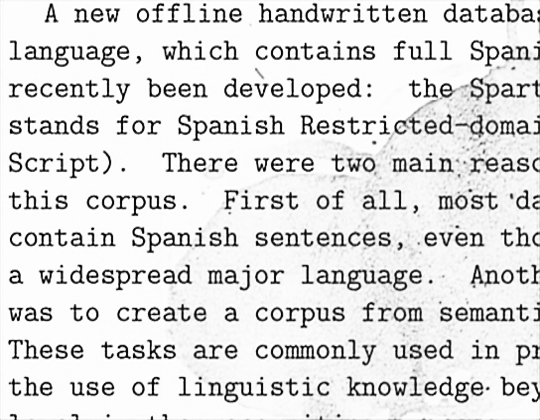 A new offline handwritten databa
language, which contains full Spani
recently been developed: the Spart
stands for Spanish Restricted-domai
Script). There were two main reaso
this corpus. First of all, most da
contain Spanish sentences, even tho
a widespread major language. Anoth
was to create a corpus from semanti
These tasks are commonly used in pr
the use of linguistic knowledge bey